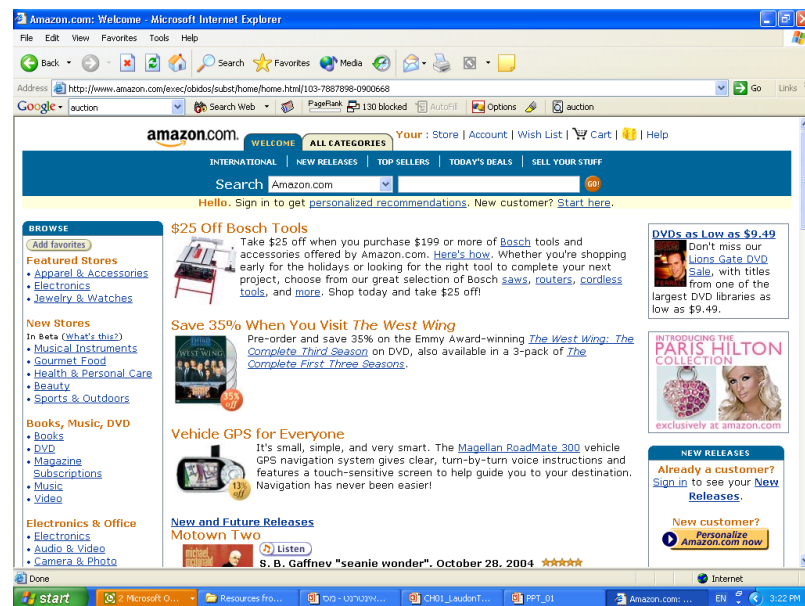 Amazon.com: Welcome - Microsoft Internet Explorer
File Edit View Favorites Tools Help
Back Search Favorites Media
Address http://www.amazon.com/exec/obidos/subst/home/home.html/103-7887898-0900668 Go Links
Google auction Search Web PageRank 130 blocked AutoFill Options auction
amazon.com. WELCOME ALL CATEGORIES Your : Store | Account | Wish List | Cart | | Help
INTERNATIONAL | NEW RELEASES | TOP SELLERS | TODAY'S DEALS | SELL YOUR STUFF
Search Amazon.com GO!
Hello. Sign in to get personalized recommendations. New customer? Start here.
BROWSE
Add favorites
Featured Stores
• Apparel & Accessories
• Electronics
• Jewelry & Watches
New Stores
In Beta (What's this?)
• Musical Instruments
• Gourmet Food
• Health & Personal Care
• Beauty
• Sports & Outdoors
Books, Music, DVD
• Books
• DVD
• Magazine
Subscriptions
• Music
• Video
Electronics & Office
• Electronics
• Audio & Video
• Camera & Photo
$25 Off Bosch Tools
Take $25 off when you purchase $199 or more of Bosch tools and
accessories offered by Amazon.com. Here's how. Whether you're shopping
early for the holidays or looking for the right tool to complete your next
project, choose from our great selection of Bosch saws, routers, cordless
tools, and more. Shop today and take $25 off!
Save 35% When You Visit The West Wing
Pre-order and save 35% on the Emmy Award-winning The West Wing: The
Complete Third Season on DVD, also available in a 3-pack of The
Complete First Three Seasons.
WEST WING
35% off
Vehicle GPS for Everyone
It's small, simple, and very smart. The Magellan RoadMate 300 vehicle
GPS navigation system gives clear, turn-by-turn voice instructions and
features a touch-sensitive screen to help guide you to your destination.
Navigation has never been easier!
13% off
New and Future Releases
Motown Two
michael mcdonald
Listen
S. B. Gaffney "seanie wonder", October 28, 2004
DVDs as Low as $9.49
Don't miss our
Lions Gate DVD
Sale, with titles
from one of the
largest DVD libraries as
low as $9.49.
INTRODUCING THE
PARIS HILTON
COLLECTION
exclusively at amazon.com
NEW RELEASES
Already a customer?
Sign in to see your New
Releases.
New customer?
Personalize
Amazon.com now
Done Internet
start 2 Microsoft O... Resources fro... אינטרנט - מס... CH01_LaudonT... PPT_01 Amazon.com: ... EN 3:22 PM